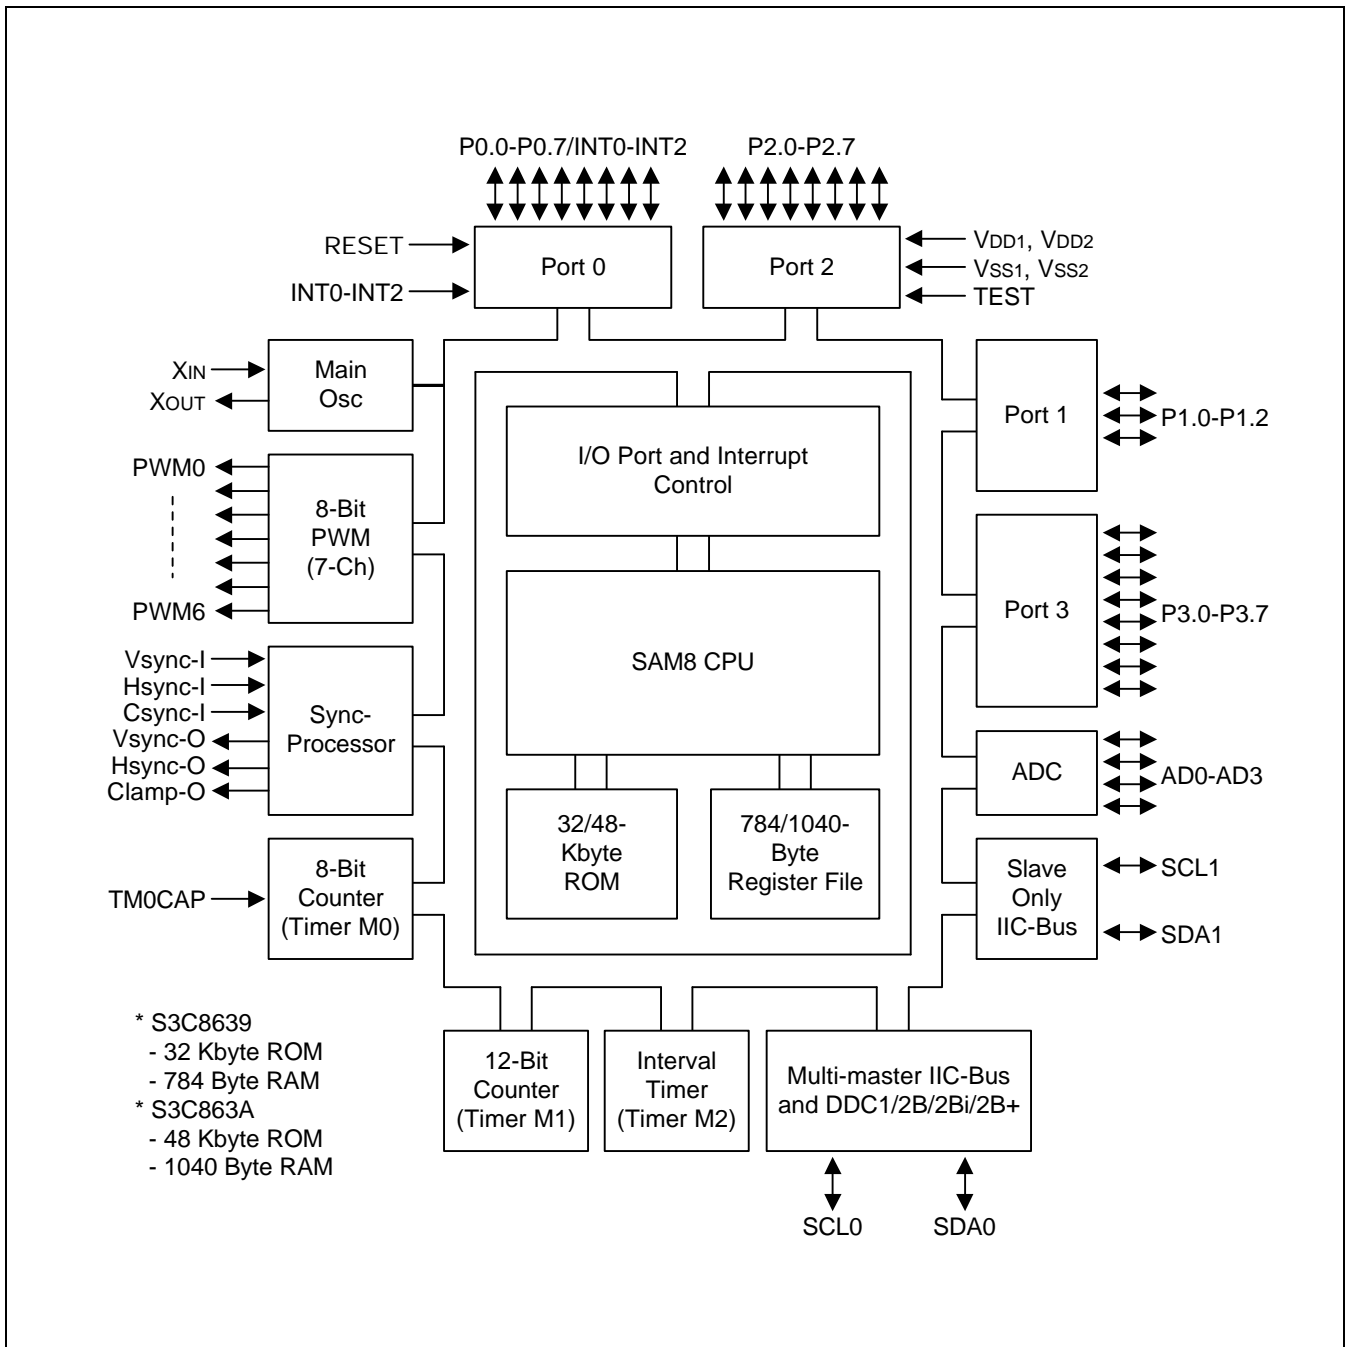 P0.0-P0.7/INT0-INT2
P2.0-P2.7
RESET
INT0-INT2
Port 0
Port 2
VDD1, VDD2
VSS1, VSS2
TEST
XIN
XOUT
Main
Osc
Port 1
P1.0-P1.2
I/O Port and Interrupt
Control
PWM0
PWM6
8-Bit
PWM
(7-Ch)
Port 3
P3.0-P3.7
SAM8 CPU
Vsync-I
Hsync-I
Csync-I
Vsync-O
Hsync-O
Clamp-O
Sync-
Processor
ADC
AD0-AD3
32/48-
Kbyte
ROM
784/1040-
Byte
Register File
TM0CAP
8-Bit
Counter
(Timer M0)
Slave
Only
IIC-Bus
SCL1
SDA1
* S3C8639
- 32 Kbyte ROM
- 784 Byte RAM
* S3C863A
- 48 Kbyte ROM
- 1040 Byte RAM
12-Bit
Counter
(Timer M1)
Interval
Timer
(Timer M2)
Multi-master IIC-Bus
and DDC1/2B/2Bi/2B+
SCL0
SDA0